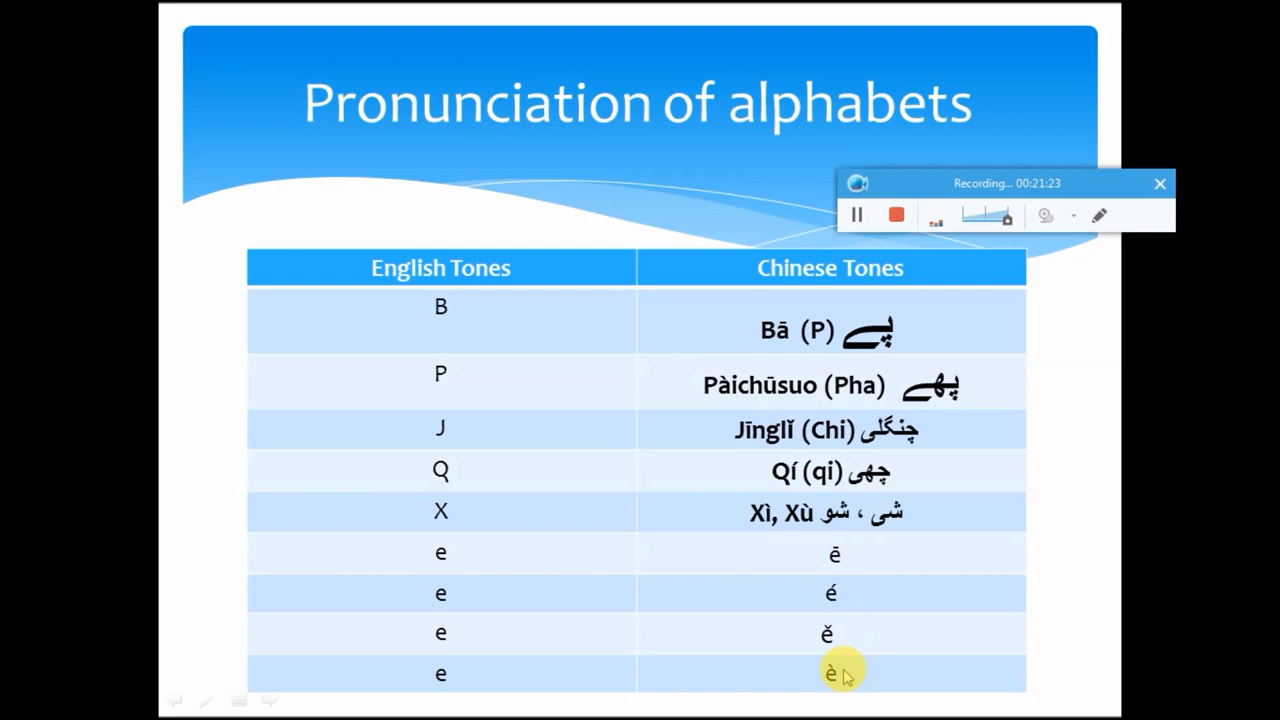 Pronunciation of alphabets
Recording... 00:21:23
English Tones Chinese Tones
B Bā (P) پے
P Pàichūsuo (Pha) پھے
J Jīnglǐ (Chi) چنگلی
Q Qí (qi) چھی
X Xì, Xù شی ، شو
e ē
e é
e ě
e è